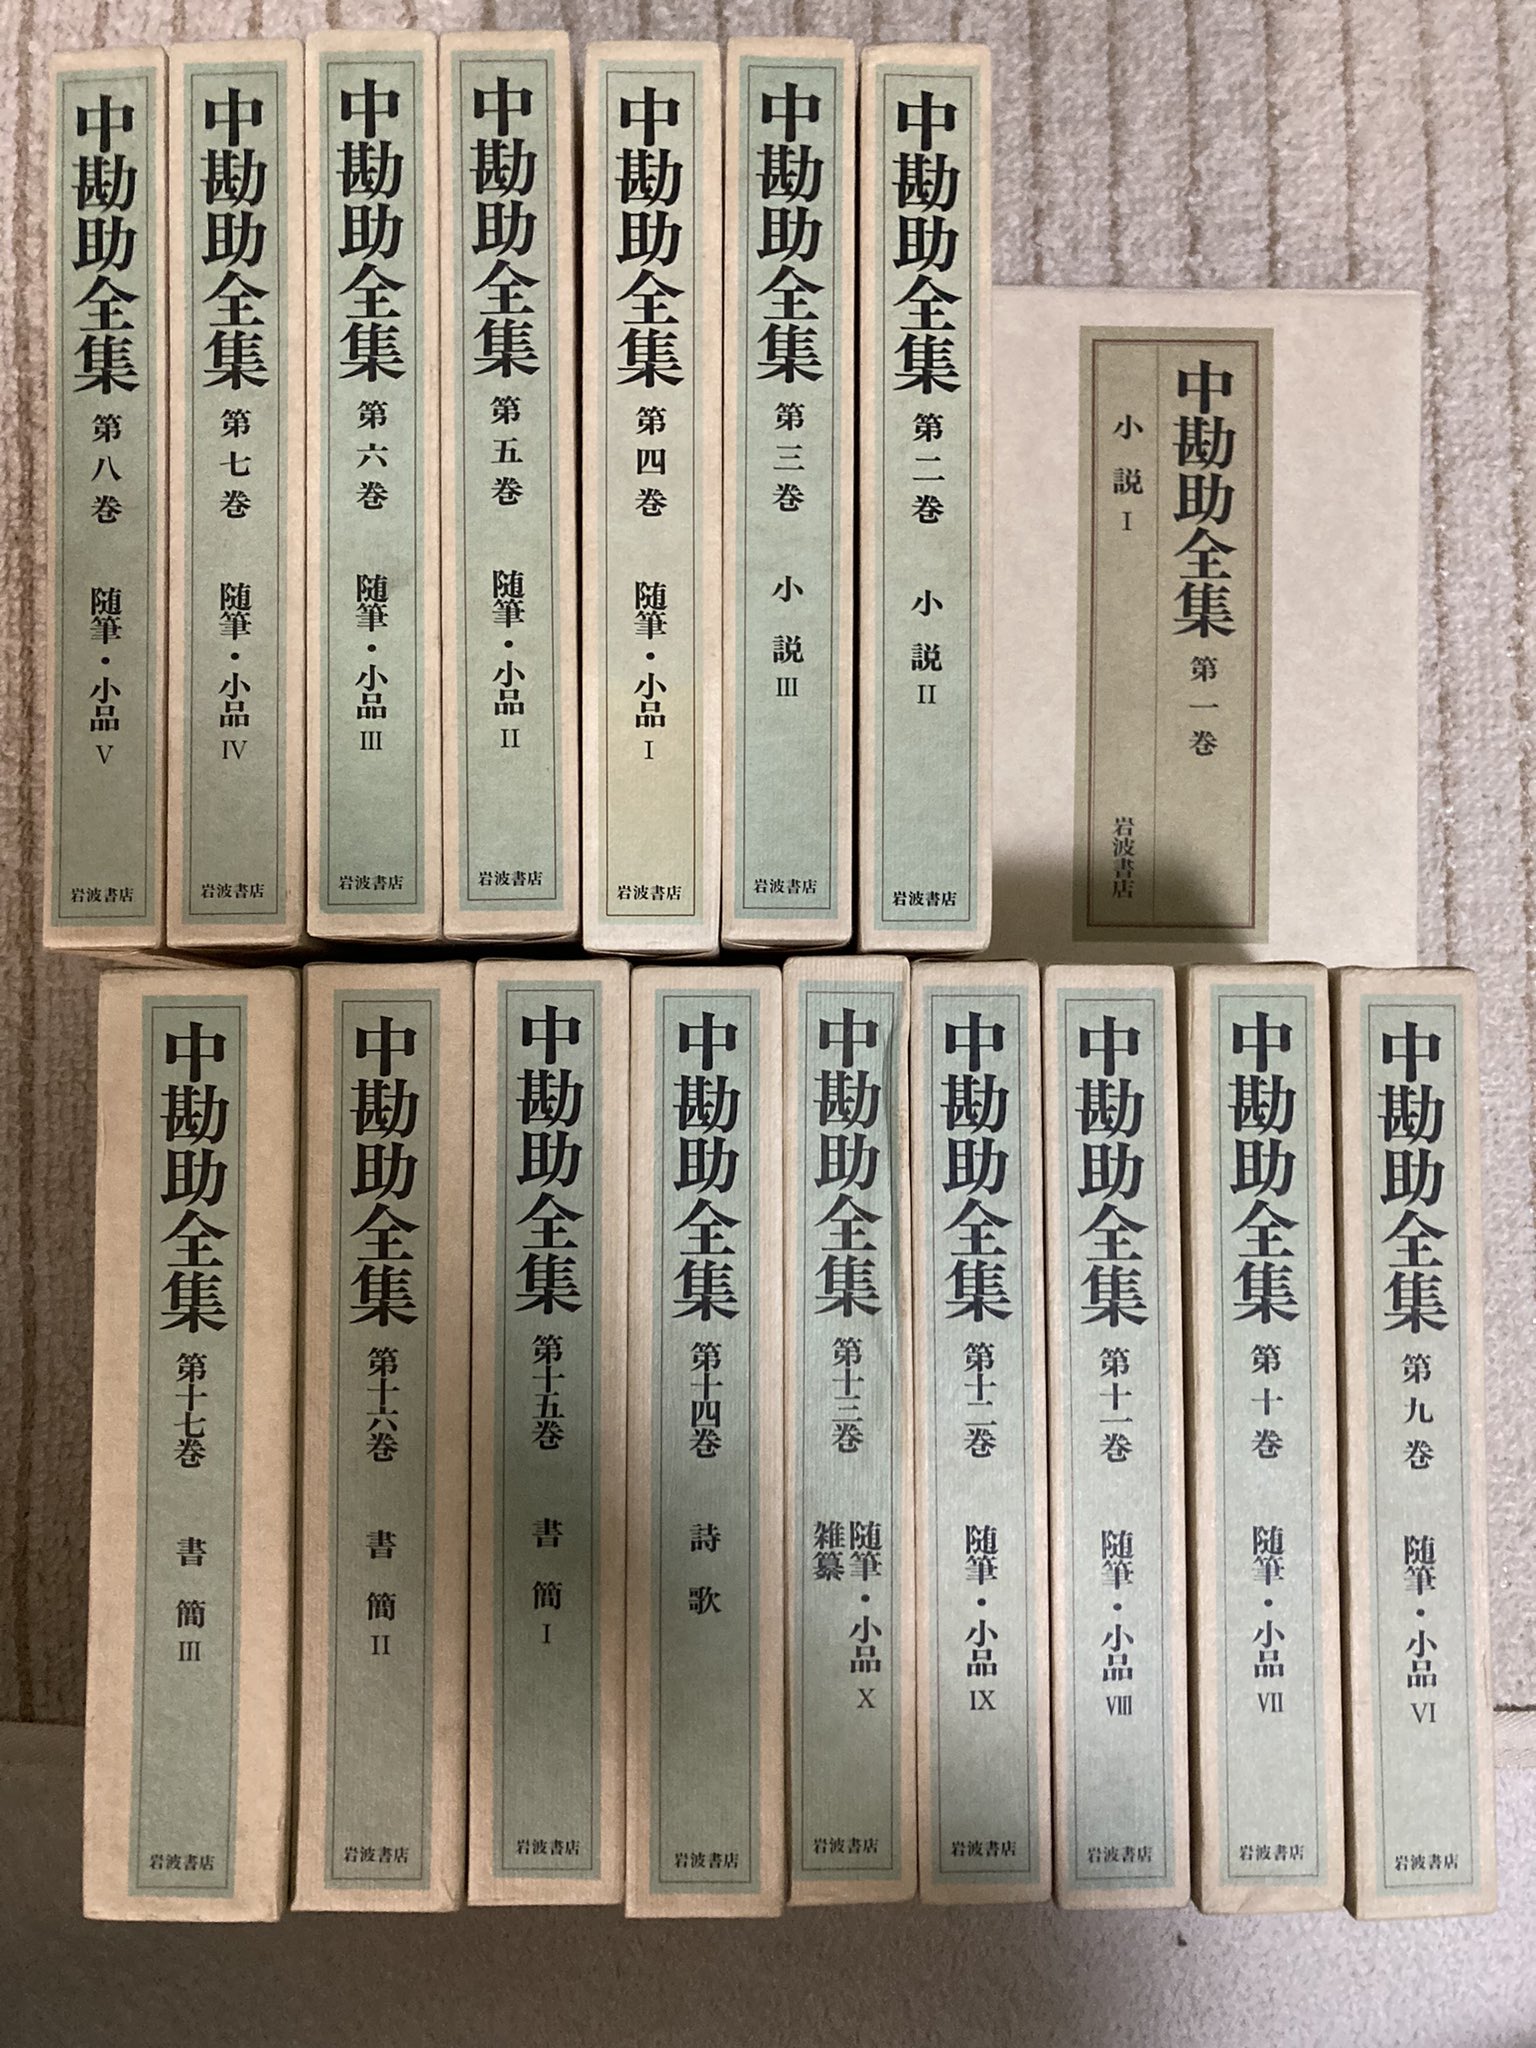 中勘助全集 第一巻
小説 I
岩波書店
中勘助全集 第二巻 小説 II 岩波書店
中勘助全集 第三巻 小説 III 岩波書店
中勘助全集 第四巻 随筆・小品 I 岩波書店
中勘助全集 第五巻 随筆・小品 II 岩波書店
中勘助全集 第六巻 随筆・小品 III 岩波書店
中勘助全集 第七巻 随筆・小品 IV 岩波書店
中勘助全集 第八巻 随筆・小品 V 岩波書店
中勘助全集 第九巻 随筆・小品 VI 岩波書店
中勘助全集 第十巻 随筆・小品 VII 岩波書店
中勘助全集 第十一巻 随筆・小品 VIII 岩波書店
中勘助全集 第十二巻 随筆・小品 IX 岩波書店
中勘助全集 第十三巻 随筆・小品 X
雑纂
岩波書店
中勘助全集 第十四巻 詩歌 岩波書店
中勘助全集 第十五巻 書簡 I 岩波書店
中勘助全集 第十六巻 書簡 II 岩波書店
中勘助全集 第十七巻 書簡 III 岩波書店